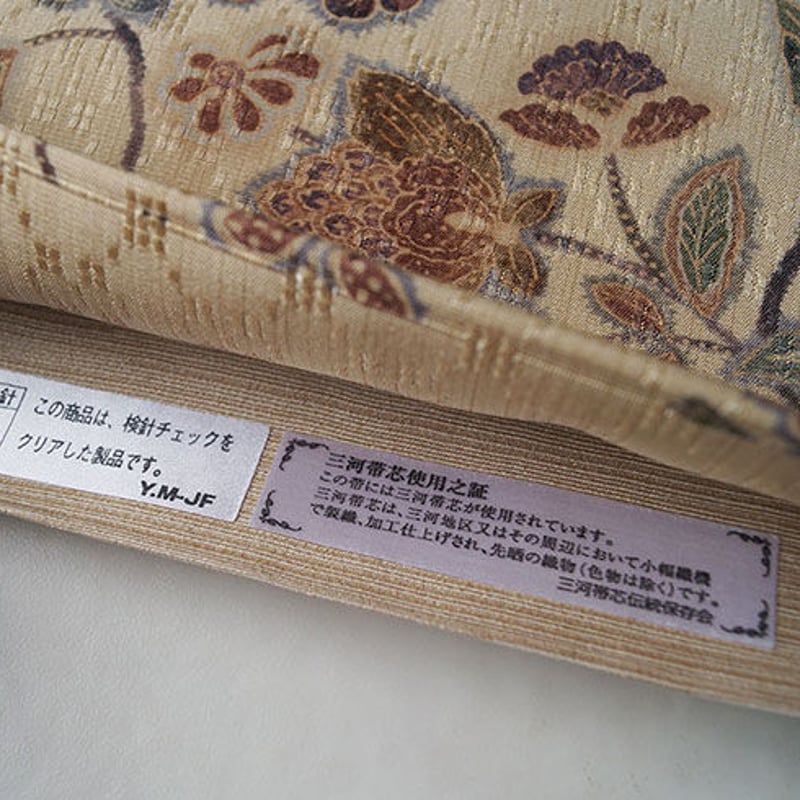 針
この商品は、検針チェックを
クリアした製品です。
Y.M-JF
三河帯芯使用之証
この帯には三河帯芯が使用されています。
三河帯芯は、三河地区又はその周辺において小幅織機
で製織、加工仕上げされ、先晒の織物(色物は除く)です。
三河帯芯伝統保存会